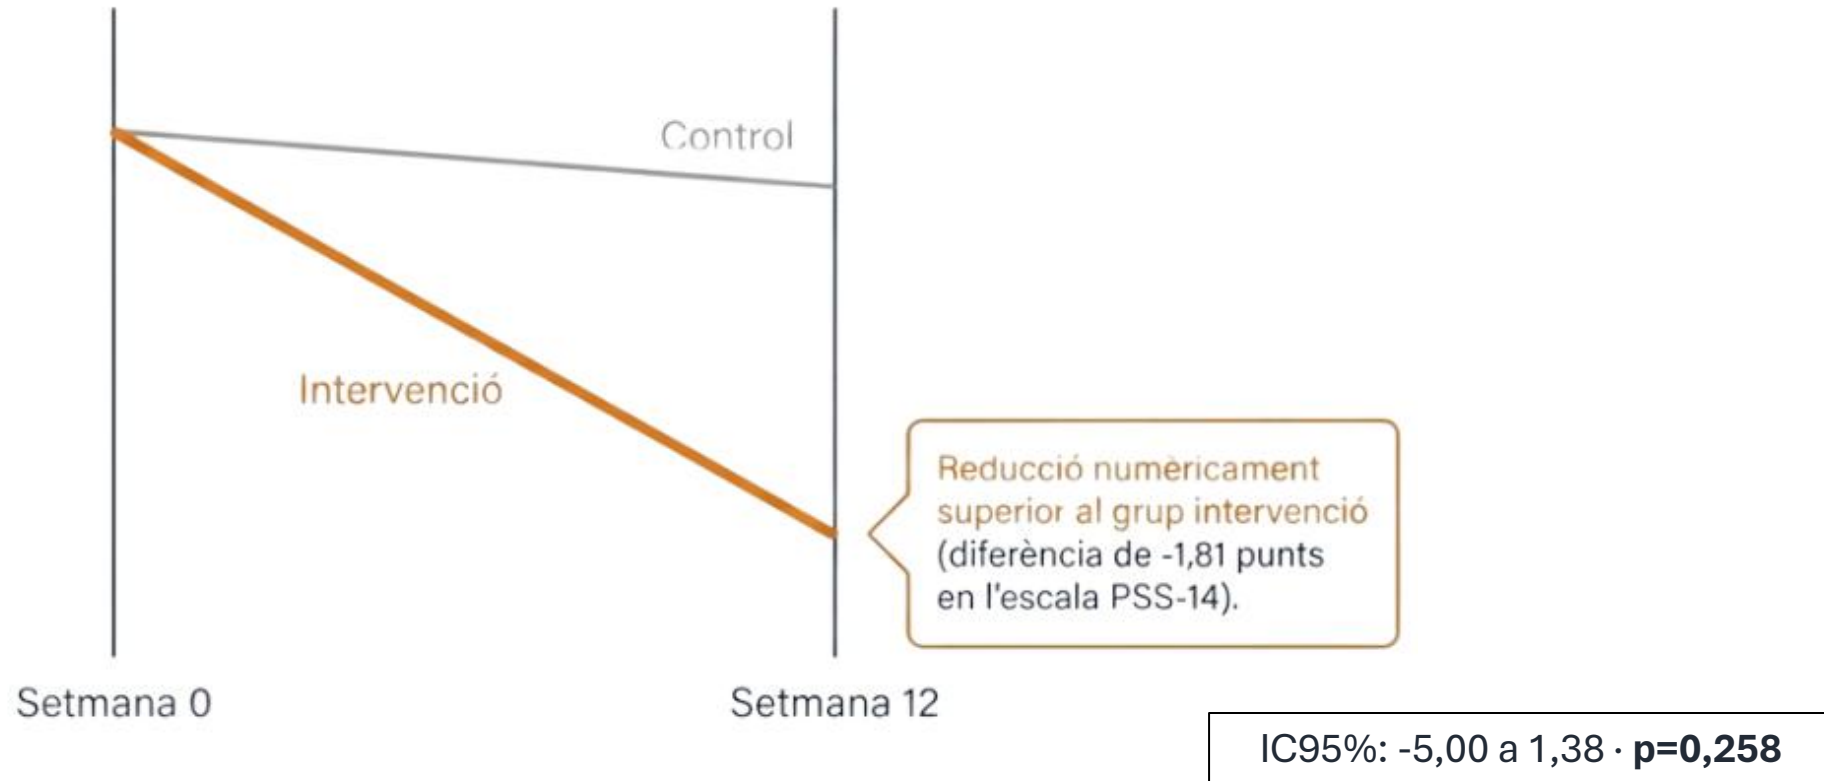 Control
Intervenció
Reducció numèricament
superior al grup intervenció
(diferència de -1,81 punts
en l'escala PSS-14).
Setmana 0
Setmana 12
IC95%: -5,00 a 1,38 · p=0,258